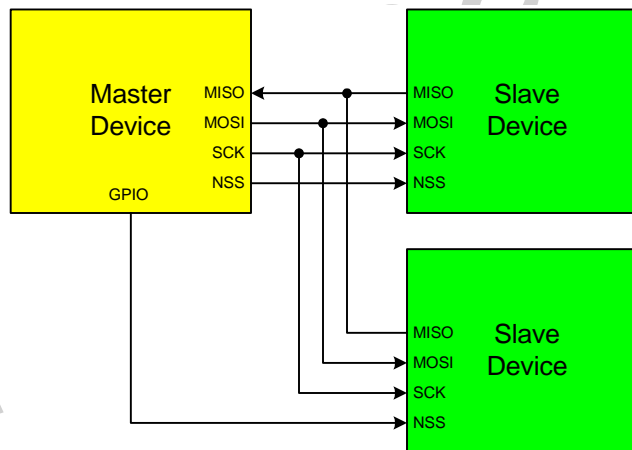 Master
Device
MISO
MOSI
SCK
NSS
GPIO
MISO
MOSI
SCK
NSS
Slave
Device
MISO
MOSI
SCK
NSS
Slave
Device